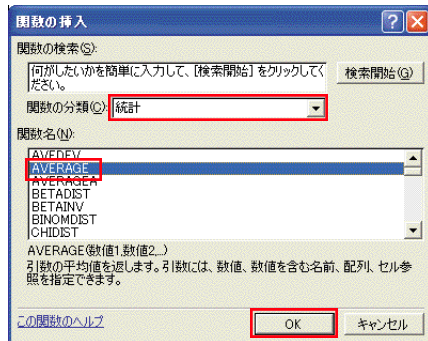 関数の挿入
関数の検索(S):
何がしたいかを簡単に入力して、[検索開始] をクリックしてく
ださい。
検索開始(G)
関数の分類(C): 統計
関数名(N):
AVEDEV
AVERAGE
AVERAGEA
BETADIST
BETAINV
BINOMDIST
CHIDIST
AVERAGE(数値1,数値2,...)
引数の平均値を返します。引数には、数値、数値を含む名前、配列、セル参
照を指定できます。
この関数のヘルプ
OK
キャンセル